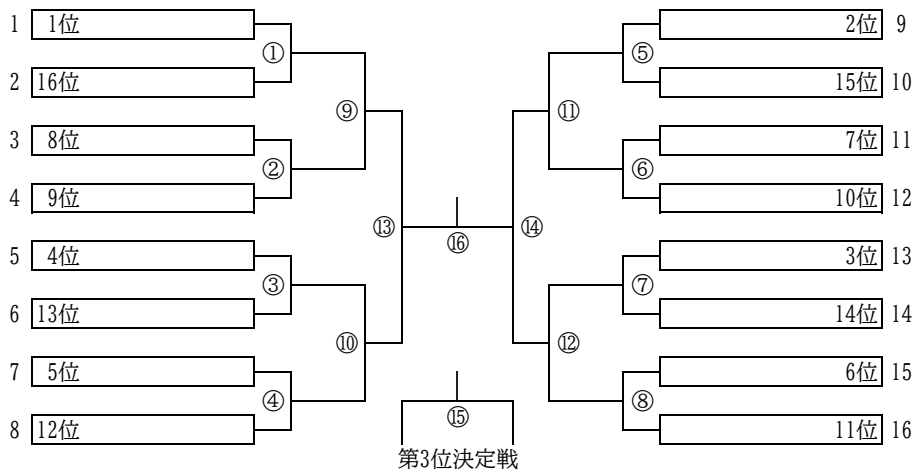 1 1位 2位 9
① ⑤
2 16位 15位 10
⑨ ⑪
3 8位 7位 11
② ⑥
4 9位 10位 12
⑬ ⑯ ⑭
5 4位 3位 13
③ ⑦
6 13位 14位 14
⑩ ⑫
7 5位 6位 15
④ ⑮ ⑧
8 12位 11位 16
第3位決定戦